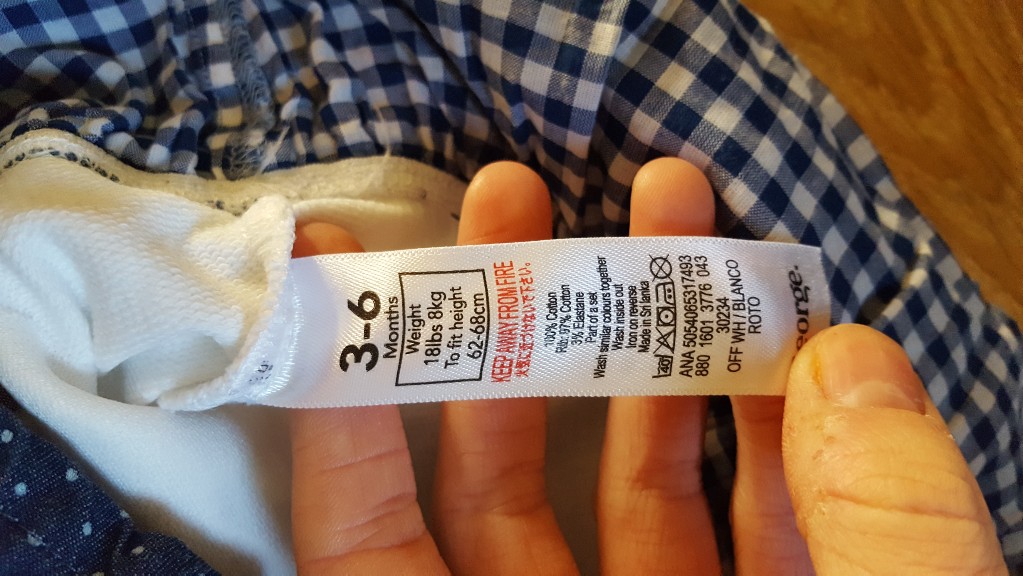 3-6
Months
Weight
18lbs 8kg
To fit height
62-68cm
KEEP AWAY FROM FIRE
100% Cotton
Rib: 97% Cotton
3% Elastane
Part of a set
Wash similar colours together
Wash inside out
Iron on reverse
Made in Sri lanka
40
ANA 5054065317493
880 1601 3776 043
30234
OFF WH / BLANCO
ROTO
eorge.